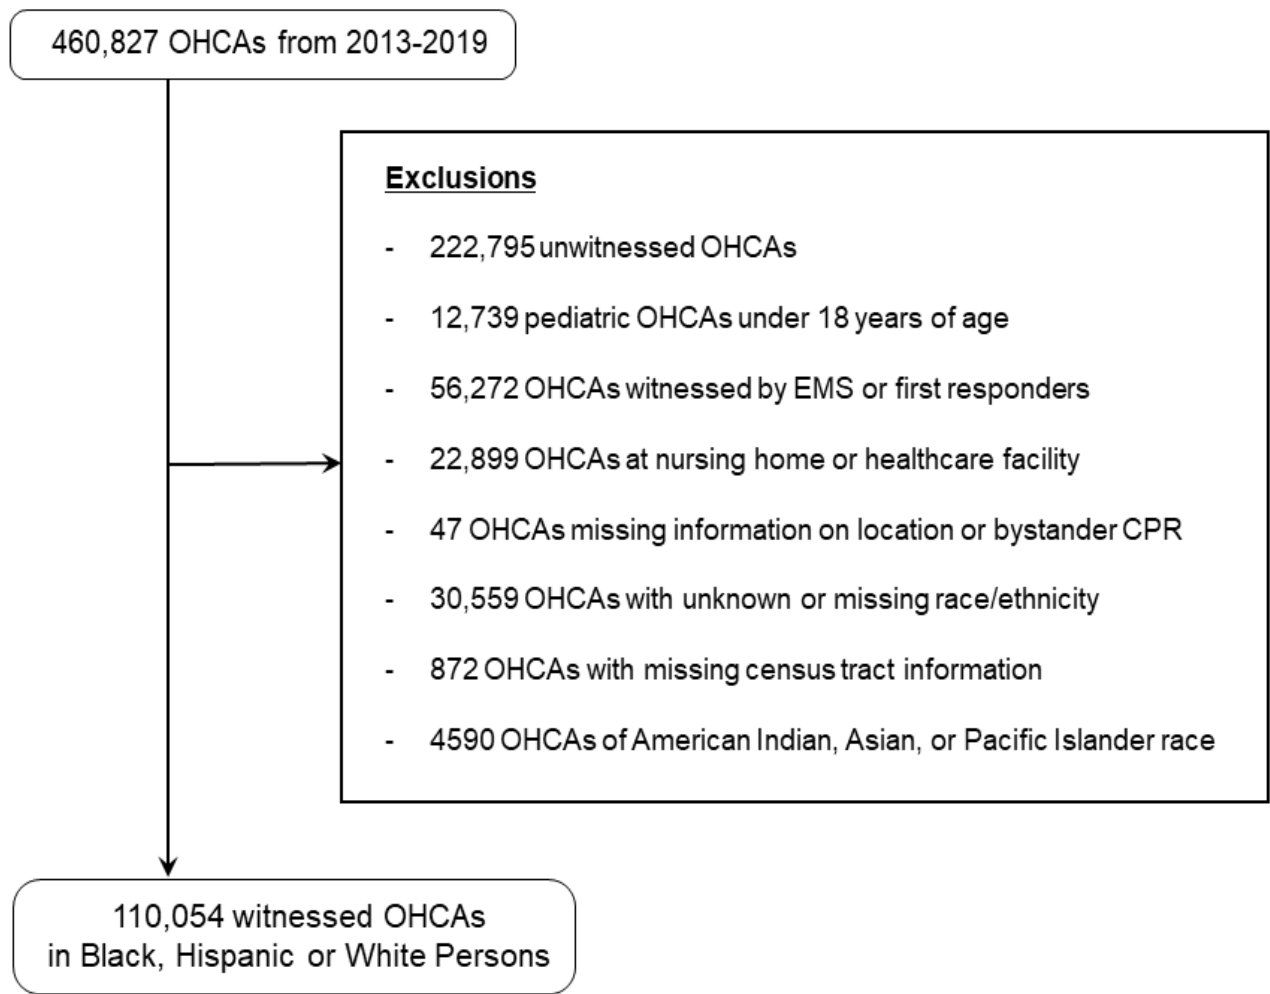 460,827 OHCAs from 2013-2019
Exclusions
- 222,795 unwitnessed OHCAs
- 12,739 pediatric OHCAs under 18 years of age
- 56,272 OHCAs witnessed by EMS or first responders
- 22,899 OHCAs at nursing home or healthcare facility
- 47 OHCAs missing information on location or bystander CPR
- 30,559 OHCAs with unknown or missing race/ethnicity
- 872 OHCAs with missing census tract information
- 4590 OHCAs of American Indian, Asian, or Pacific Islander race
110,054 witnessed OHCAs
in Black, Hispanic or White Persons